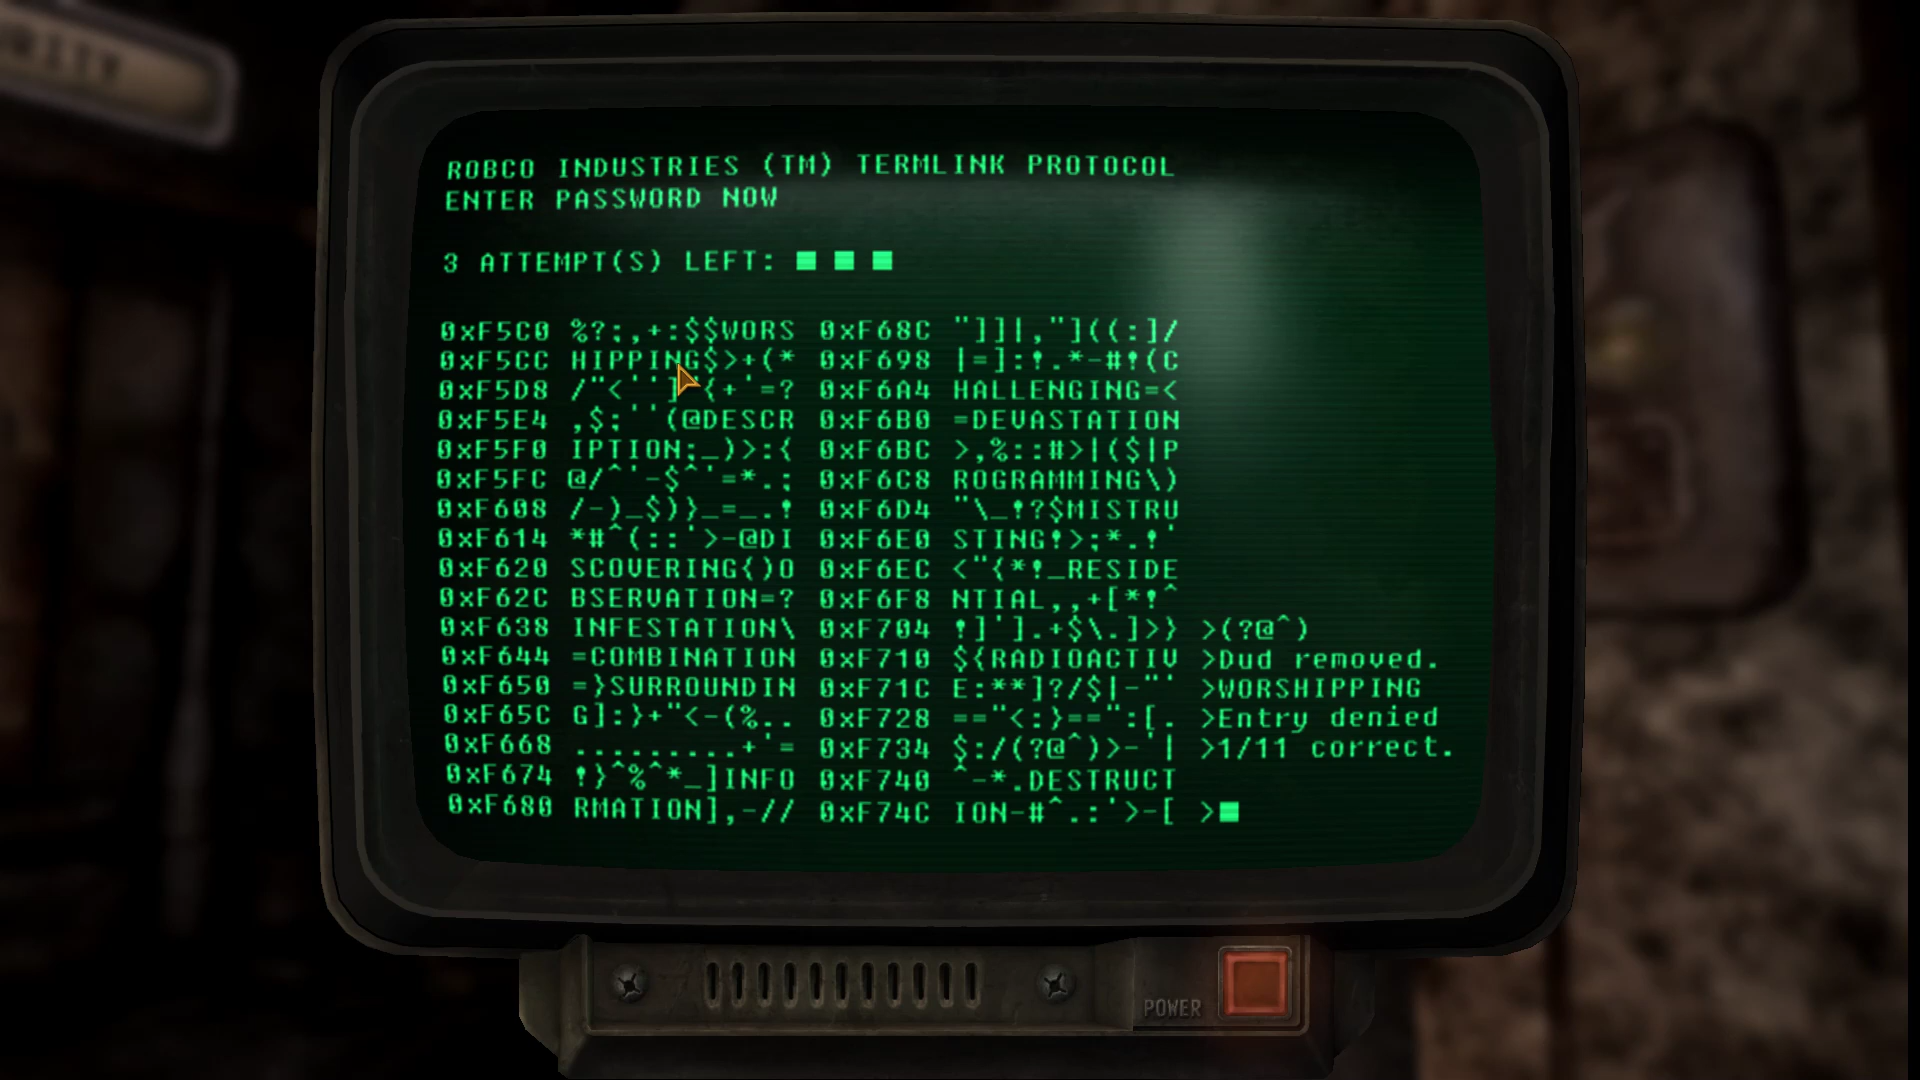 ROBCO INDUSTRIES (TM) TERMLINK PROTOCOL
ENTER PASSWORD NOW
3 ATTEMPT(S) LEFT: ■ ■ ■
0xF5C0 %?;,+:$$WORS 0xF68C "]]|,"]((:]/
0xF5CC HIPPING$>+(* 0xF698 |=]:!.*-#!(C
0xF5D8 /"<'']'{+'=? 0xF6A4 HALLENGING=<
0xF5E4 ,$;''(@DESCR 0xF6B0 =DEVASTATION
0xF5F0 IPTION;_)>:{ 0xF6BC >,%::#>|($|P
0xF5FC @/^'-$^'=*.; 0xF6C8 ROGRAMMING\)
0xF608 /-)_$)}_=_.! 0xF6D4 "\_!?$MISTRU
0xF614 *#^(::'>-@DI 0xF6E0 STING!>;*.!'
0xF620 SCOVERING{)O 0xF6EC <"{*!_RESIDE
0xF62C BSERVATION=? 0xF6F8 NTIAL,,+[*!^
0xF638 INFESTATION\ 0xF704 !]'].+$\.]>} >(?@^)
0xF644 =COMBINATION 0xF710 ${RADIOACTIV >Dud removed.
0xF650 =}SURROUNDIN 0xF71C E:**]?/$|-"' >WORSHIPPING
0xF65C G]:}+"<-(%.. 0xF728 =="<:}==":[. >Entry denied
0xF668 .........+'= 0xF734 $:/(?@^)>-'| >1/11 correct.
0xF674 !}^%^*_]INFO 0xF740 ^-*.DESTRUCT
0xF680 RMATION],-// 0xF74C ION-#^.:'>-[ >■
POWER